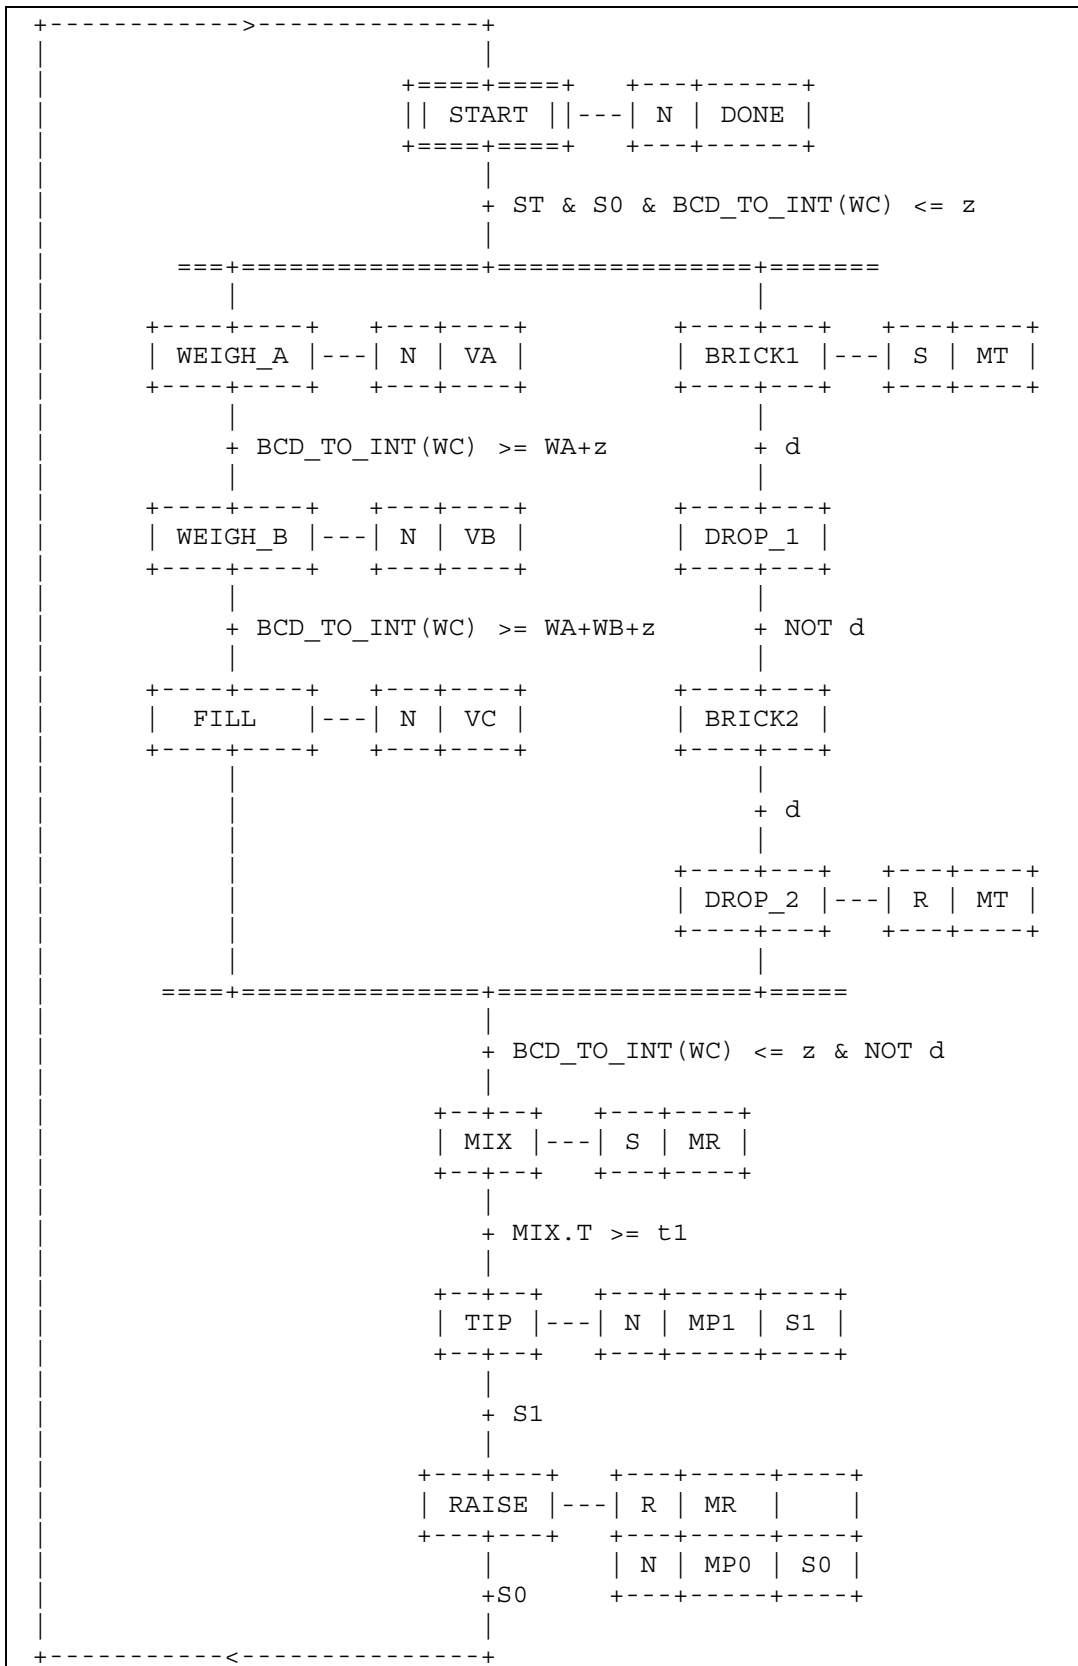 START N DONE
ST & S0 & BCD_TO_INT(WC) <= z
WEIGH_A N VA BRICK1 S MT
BCD_TO_INT(WC) >= WA+z d
WEIGH_B N VB DROP_1
BCD_TO_INT(WC) >= WA+WB+z NOT d
FILL N VC BRICK2
d
DROP_2 R MT
BCD_TO_INT(WC) <= z & NOT d
MIX S MR
MIX.T >= t1
TIP N MP1 S1
S1
RAISE R MR
N MP0 S0
S0